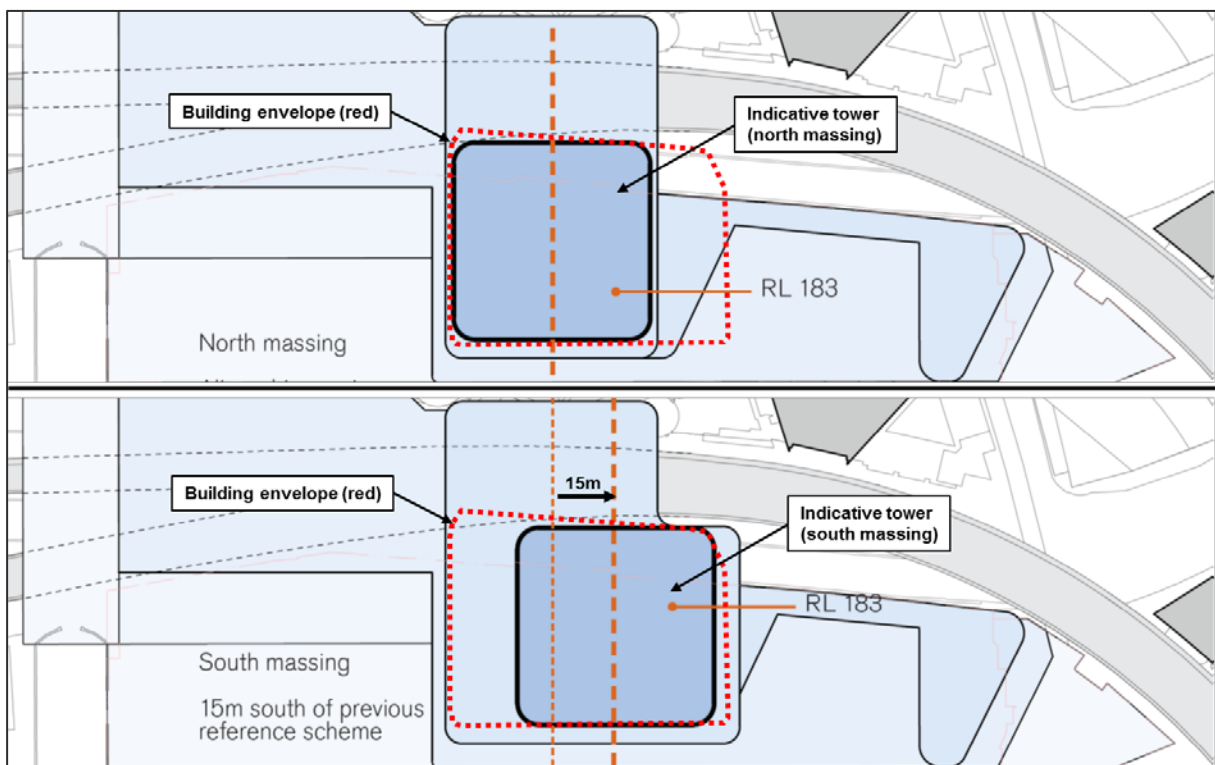 Building envelope (red)
Indicative tower
(north massing)
RL 183
North massing
15m
Building envelope (red)
Indicative tower
(south massing)
RL 183
South massing
15m south of previous
reference scheme